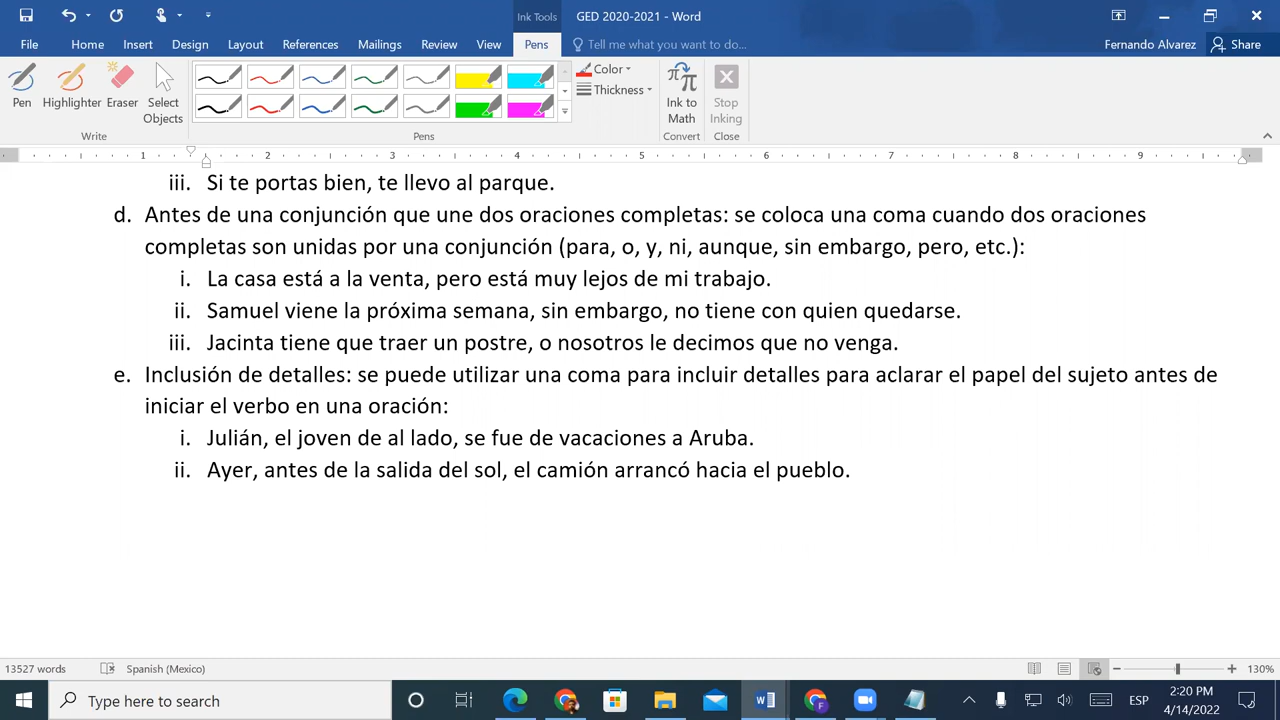 Ink Tools
GED 2020-2021 - Word
File Home Insert Design Layout References Mailings Review View Pens Tell me what you want to do... Fernando Alvarez Share
Pen Highlighter Eraser Select Objects
Color
Thickness
Ink to Math
Stop Inking
Write Pens Convert Close
1 2 3 4 5 6 7 8 9
iii. Si te portas bien, te llevo al parque.
d. Antes de una conjunción que une dos oraciones completas: se coloca una coma cuando dos oraciones
completas son unidas por una conjunción (para, o, y, ni, aunque, sin embargo, pero, etc.):
i. La casa está a la venta, pero está muy lejos de mi trabajo.
ii. Samuel viene la próxima semana, sin embargo, no tiene con quien quedarse.
iii. Jacinta tiene que traer un postre, o nosotros le decimos que no venga.
e. Inclusión de detalles: se puede utilizar una coma para incluir detalles para aclarar el papel del sujeto antes de
iniciar el verbo en una oración:
i. Julián, el joven de al lado, se fue de vacaciones a Aruba.
ii. Ayer, antes de la salida del sol, el camión arrancó hacia el pueblo.
13527 words Spanish (Mexico) 130%
Type here to search ESP 2:20 PM
4/14/2022